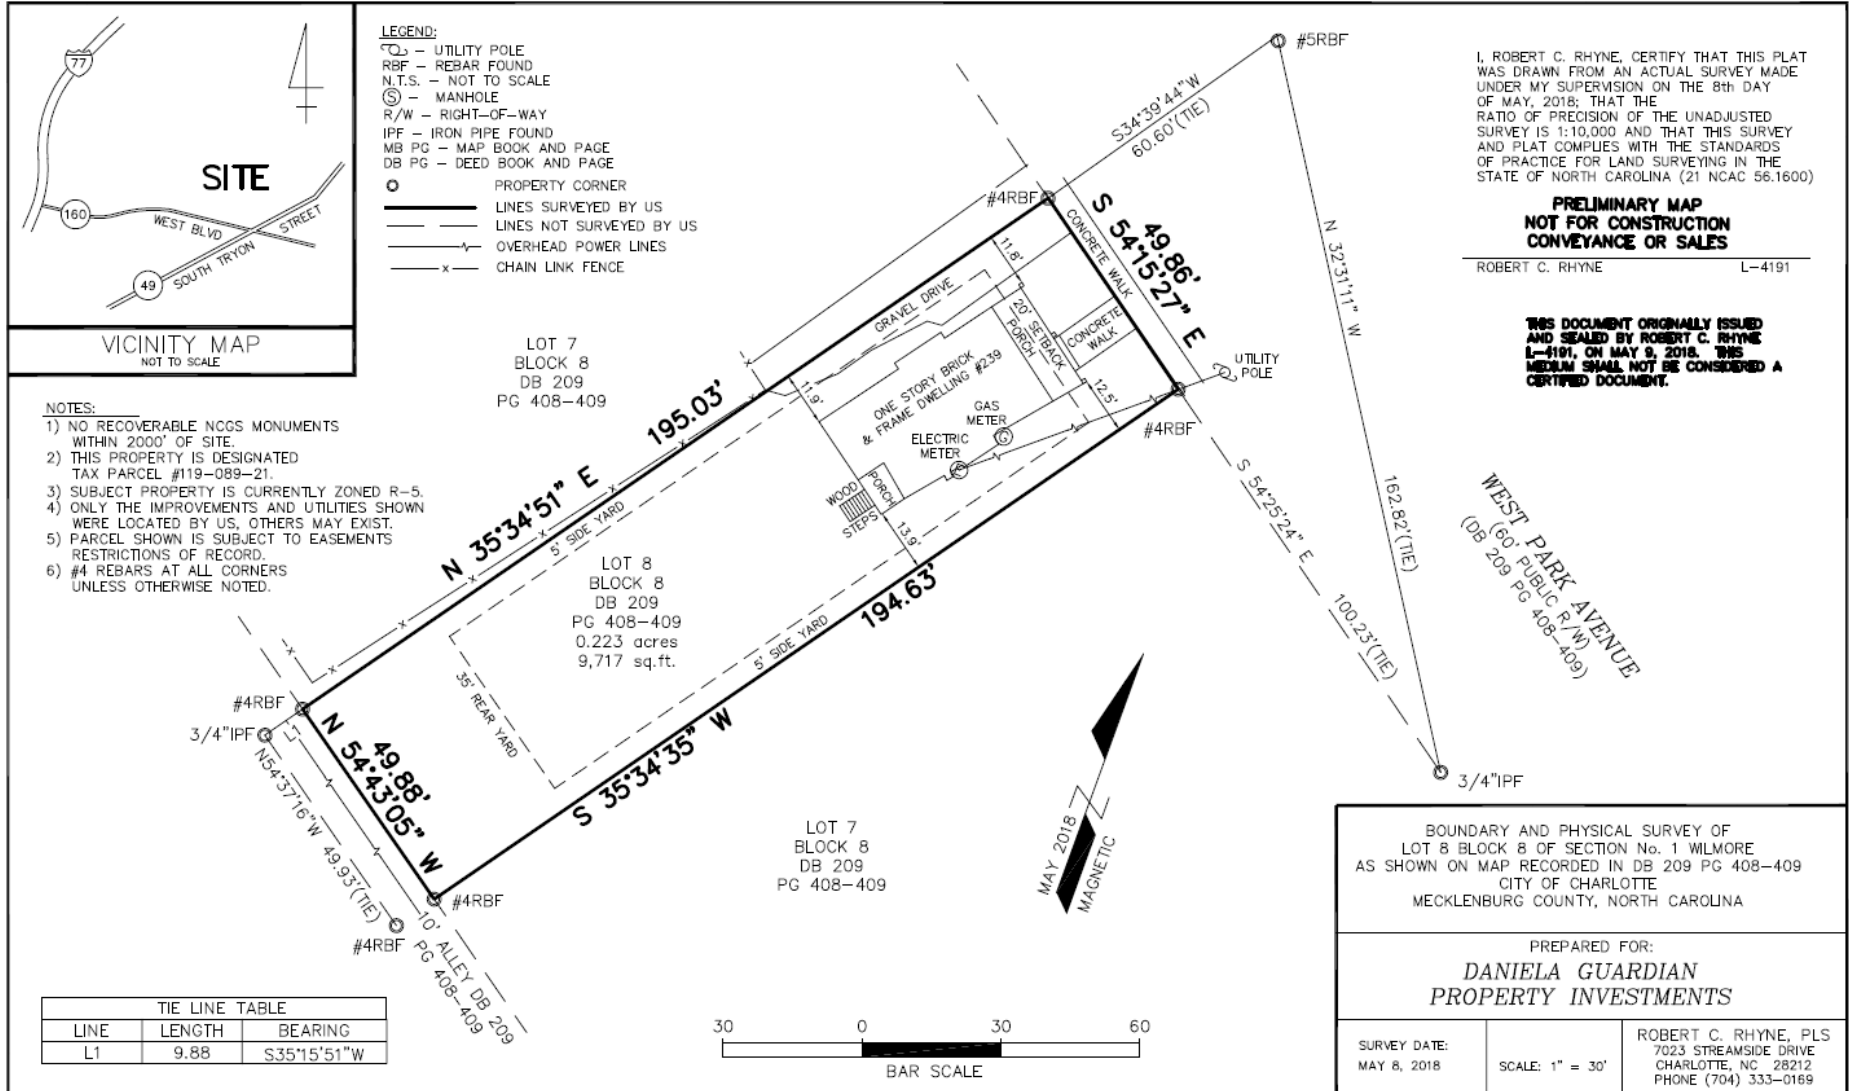 77
SITE
160
WEST BLVD
49
SOUTH TRYON STREET
VICINITY MAP
NOT TO SCALE
LEGEND:
– UTILITY POLE
RBF – REBAR FOUND
N.T.S. – NOT TO SCALE
Ⓢ – MANHOLE
R/W – RIGHT–OF–WAY
IPF – IRON PIPE FOUND
MB PG – MAP BOOK AND PAGE
DB PG – DEED BOOK AND PAGE
PROPERTY CORNER
LINES SURVEYED BY US
LINES NOT SURVEYED BY US
OVERHEAD POWER LINES
x CHAIN LINK FENCE
NOTES:
1) NO RECOVERABLE NCGS MONUMENTS
WITHIN 2000' OF SITE.
2) THIS PROPERTY IS DESIGNATED
TAX PARCEL #119–089–21.
3) SUBJECT PROPERTY IS CURRENTLY ZONED R–5.
4) ONLY THE IMPROVEMENTS AND UTILITIES SHOWN
WERE LOCATED BY US, OTHERS MAY EXIST.
5) PARCEL SHOWN IS SUBJECT TO EASEMENTS
RESTRICTIONS OF RECORD.
6) #4 REBARS AT ALL CORNERS
UNLESS OTHERWISE NOTED.
#5RBF
S34°39'44"W
60.60'(TIE)
#4RBF
S 54°15'27" E
49.86'
CONCRETE WALK
N 32°31'11" W
162.82'(TIE)
I, ROBERT C. RHYNE, CERTIFY THAT THIS PLAT
WAS DRAWN FROM AN ACTUAL SURVEY MADE
UNDER MY SUPERVISION ON THE 8th DAY
OF MAY, 2018; THAT THE
RATIO OF PRECISION OF THE UNADJUSTED
SURVEY IS 1:10,000 AND THAT THIS SURVEY
AND PLAT COMPLIES WITH THE STANDARDS
OF PRACTICE FOR LAND SURVEYING IN THE
STATE OF NORTH CAROLINA (21 NCAC 56.1600)
PRELIMINARY MAP
NOT FOR CONSTRUCTION
CONVEYANCE OR SALES
ROBERT C. RHYNE L–4191
THIS DOCUMENT ORIGINALLY ISSUED
AND SEALED BY ROBERT C. RHYNE
L–4191, ON MAY 9, 2018. THIS
MEDIUM SHALL NOT BE CONSIDERED A
CERTIFIED DOCUMENT.
LOT 7
BLOCK 8
DB 209
PG 408–409
N 35°34'51" E
195.03'
GRAVEL DRIVE
11.8'
20' SETBACK
PORCH
CONCRETE
WALK
UTILITY
POLE
11.9'
ONE STORY BRICK
& FRAME DWELLING #239
GAS
METER
G
ELECTRIC
METER
12.5'
#4RBF
WOOD
STEPS
PORCH
13.9'
5' SIDE YARD
LOT 8
BLOCK 8
DB 209
PG 408–409
0.223 acres
9,717 sq.ft.
35' REAR YARD
5' SIDE YARD
S 35°34'35" W
194.63'
S 54°25'24" E
100.23'(TIE)
WEST PARK AVENUE
(60' PUBLIC R/W)
(DB 209 PG 408–409)
3/4"IPF
#4RBF
3/4"IPF
L1
N 54°43'05" W
49.88'
N54°37'16"W 49.93'(TIE)
#4RBF
#4RBF
10' ALLEY DB 209
PG 408–409
LOT 7
BLOCK 8
DB 209
PG 408–409
MAY 2018
MAGNETIC
TIE LINE TABLE
LINE LENGTH BEARING
L1 9.88 S35°15'51"W
30 0 30 60
BAR SCALE
BOUNDARY AND PHYSICAL SURVEY OF
LOT 8 BLOCK 8 OF SECTION No. 1 WILMORE
AS SHOWN ON MAP RECORDED IN DB 209 PG 408–409
CITY OF CHARLOTTE
MECKLENBURG COUNTY, NORTH CAROLINA
PREPARED FOR:
DANIELA GUARDIAN
PROPERTY INVESTMENTS
SURVEY DATE:
MAY 8, 2018
SCALE: 1" = 30'
ROBERT C. RHYNE, PLS
7023 STREAMSIDE DRIVE
CHARLOTTE, NC 28212
PHONE (704) 333–0169